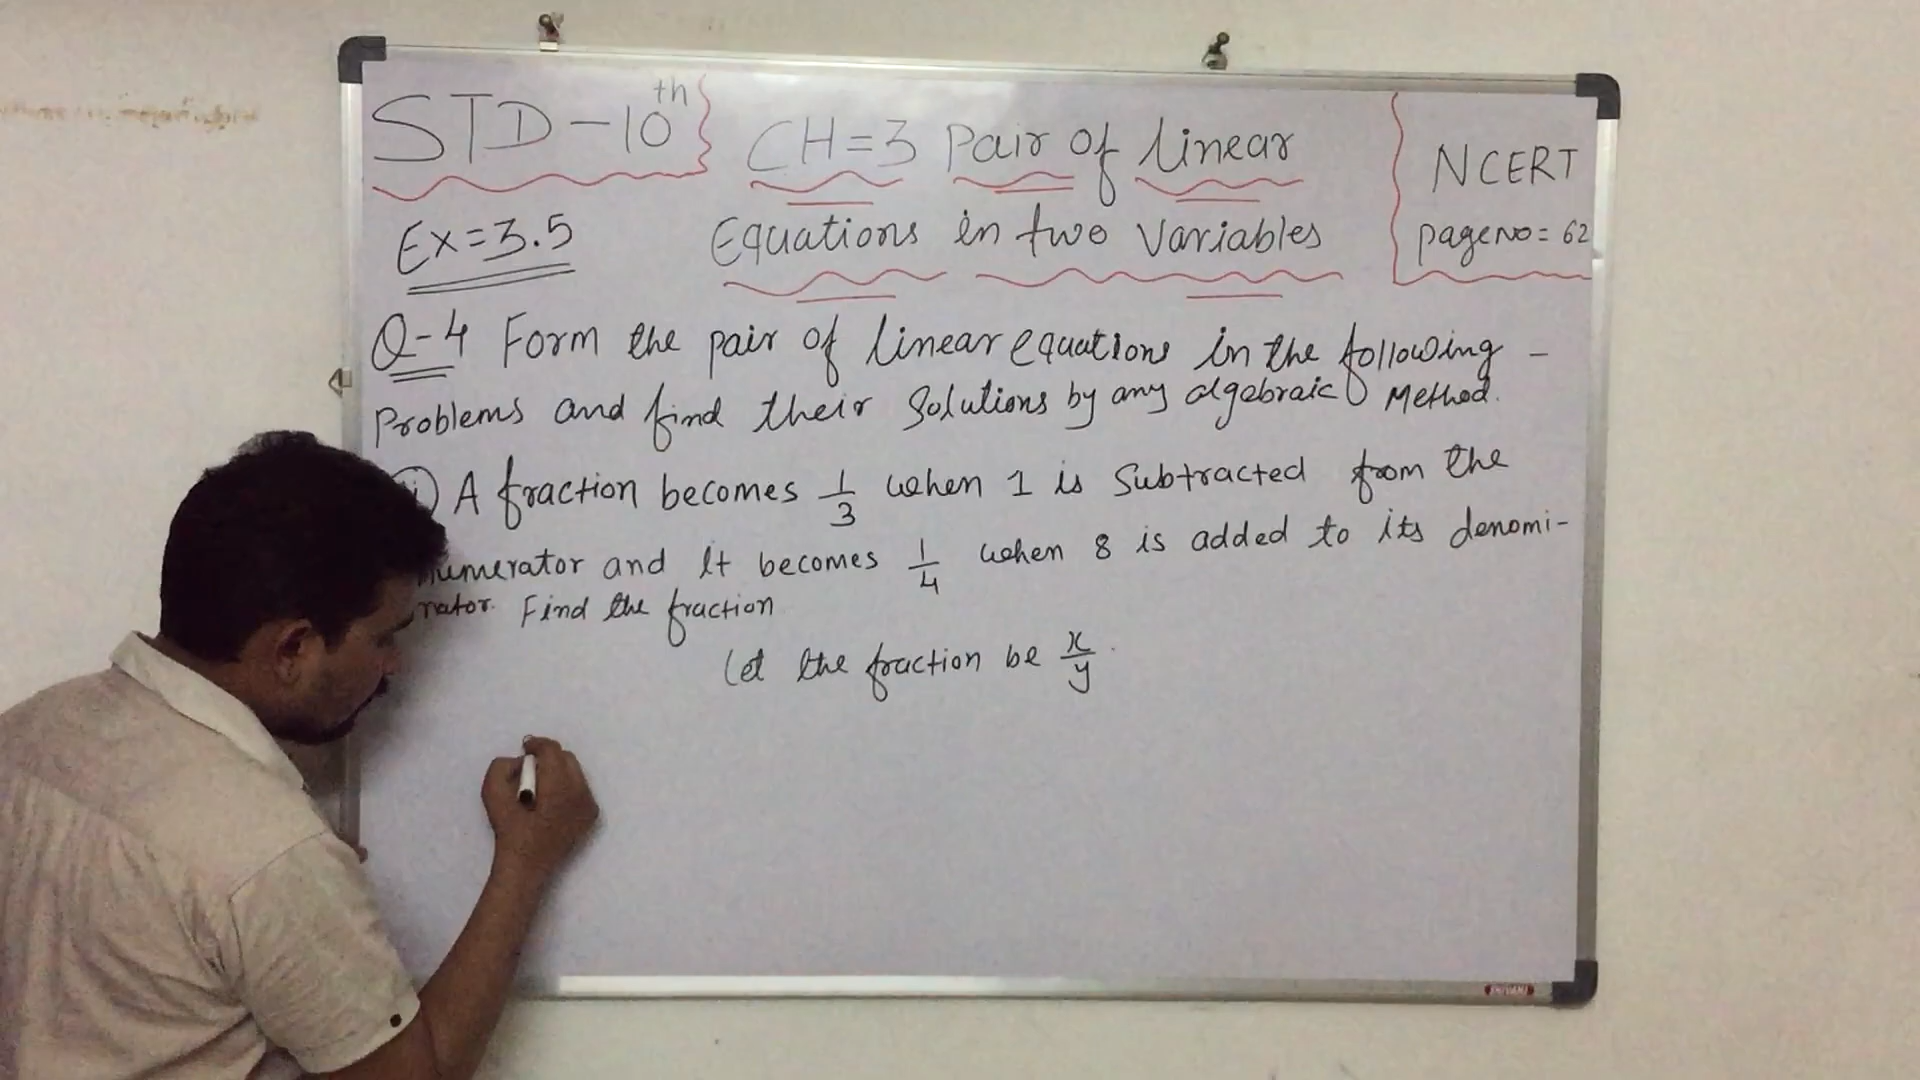 STD-10th
CH=3 Pair of linear
Equations in two variables
NCERT
page no = 62
Ex=3.5
Q-4 Form the pair of linear equations in the following -
problems and find their solutions by any algebraic Method.
A fraction becomes 1/3 when 1 is subtracted from the
numerator and it becomes 1/4 when 8 is added to its denomi-
nator. Find the fraction
Let the fraction be x/y.